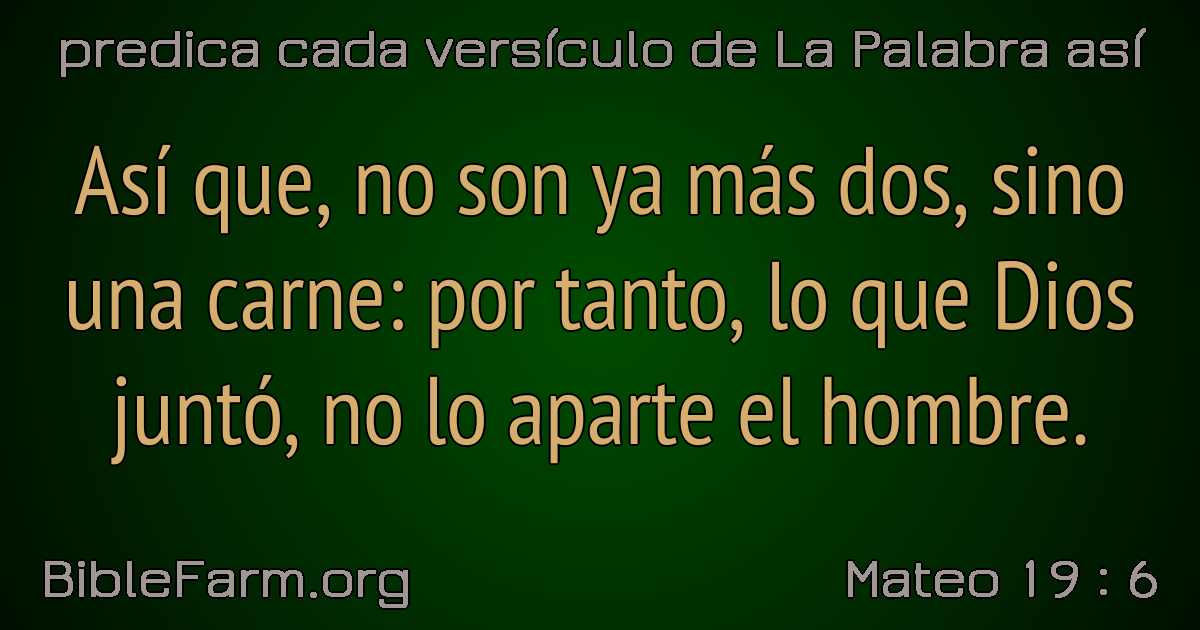 predica cada versículo de La Palabra así
Así que, no son ya más dos, sino
una carne: por tanto, lo que Dios
juntó, no lo aparte el hombre.
BibleFarm.org
Mateo 19 : 6